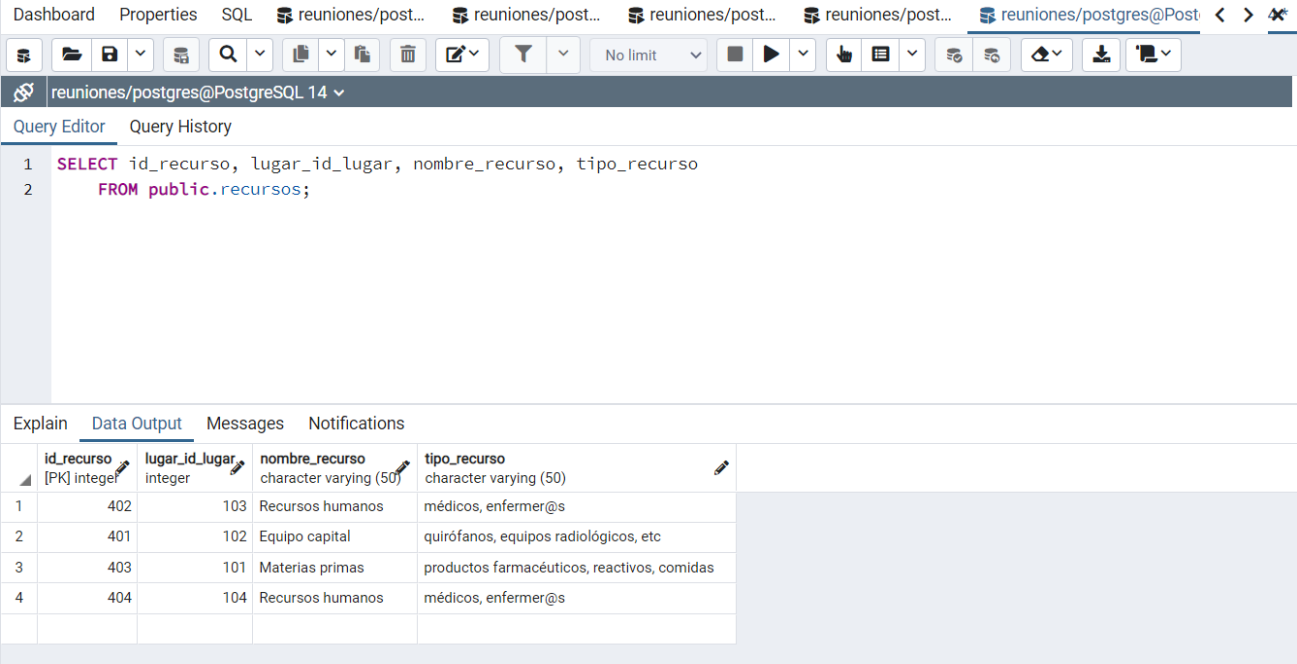 Dashboard Properties SQL reuniones/post... reuniones/post... reuniones/post... reuniones/post... reuniones/postgres@Post
No limit
reuniones/postgres@PostgreSQL 14
Query Editor Query History
1 SELECT id_recurso, lugar_id_lugar, nombre_recurso, tipo_recurso
2 FROM public.recursos;
Explain Data Output Messages Notifications
id_recurso lugar_id_lugar nombre_recurso tipo_recurso
[PK] integer integer character varying (50) character varying (50)
1 402 103 Recursos humanos médicos, enfermer@s
2 401 102 Equipo capital quirófanos, equipos radiológicos, etc
3 403 101 Materias primas productos farmacéuticos, reactivos, comidas
4 404 104 Recursos humanos médicos, enfermer@s